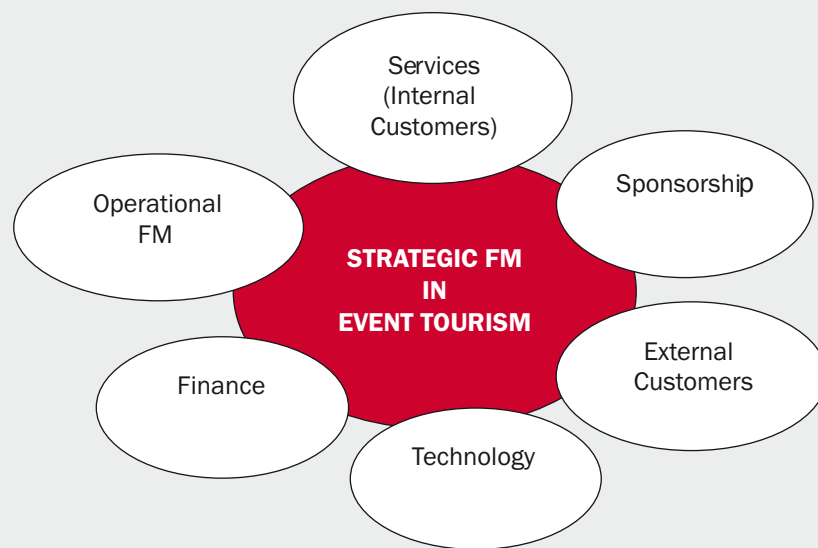 Services
(Internal
Customers)
Sponsorship
Operational
FM
STRATEGIC FM
IN
EVENT TOURISM
External
Customers
Finance
Technology